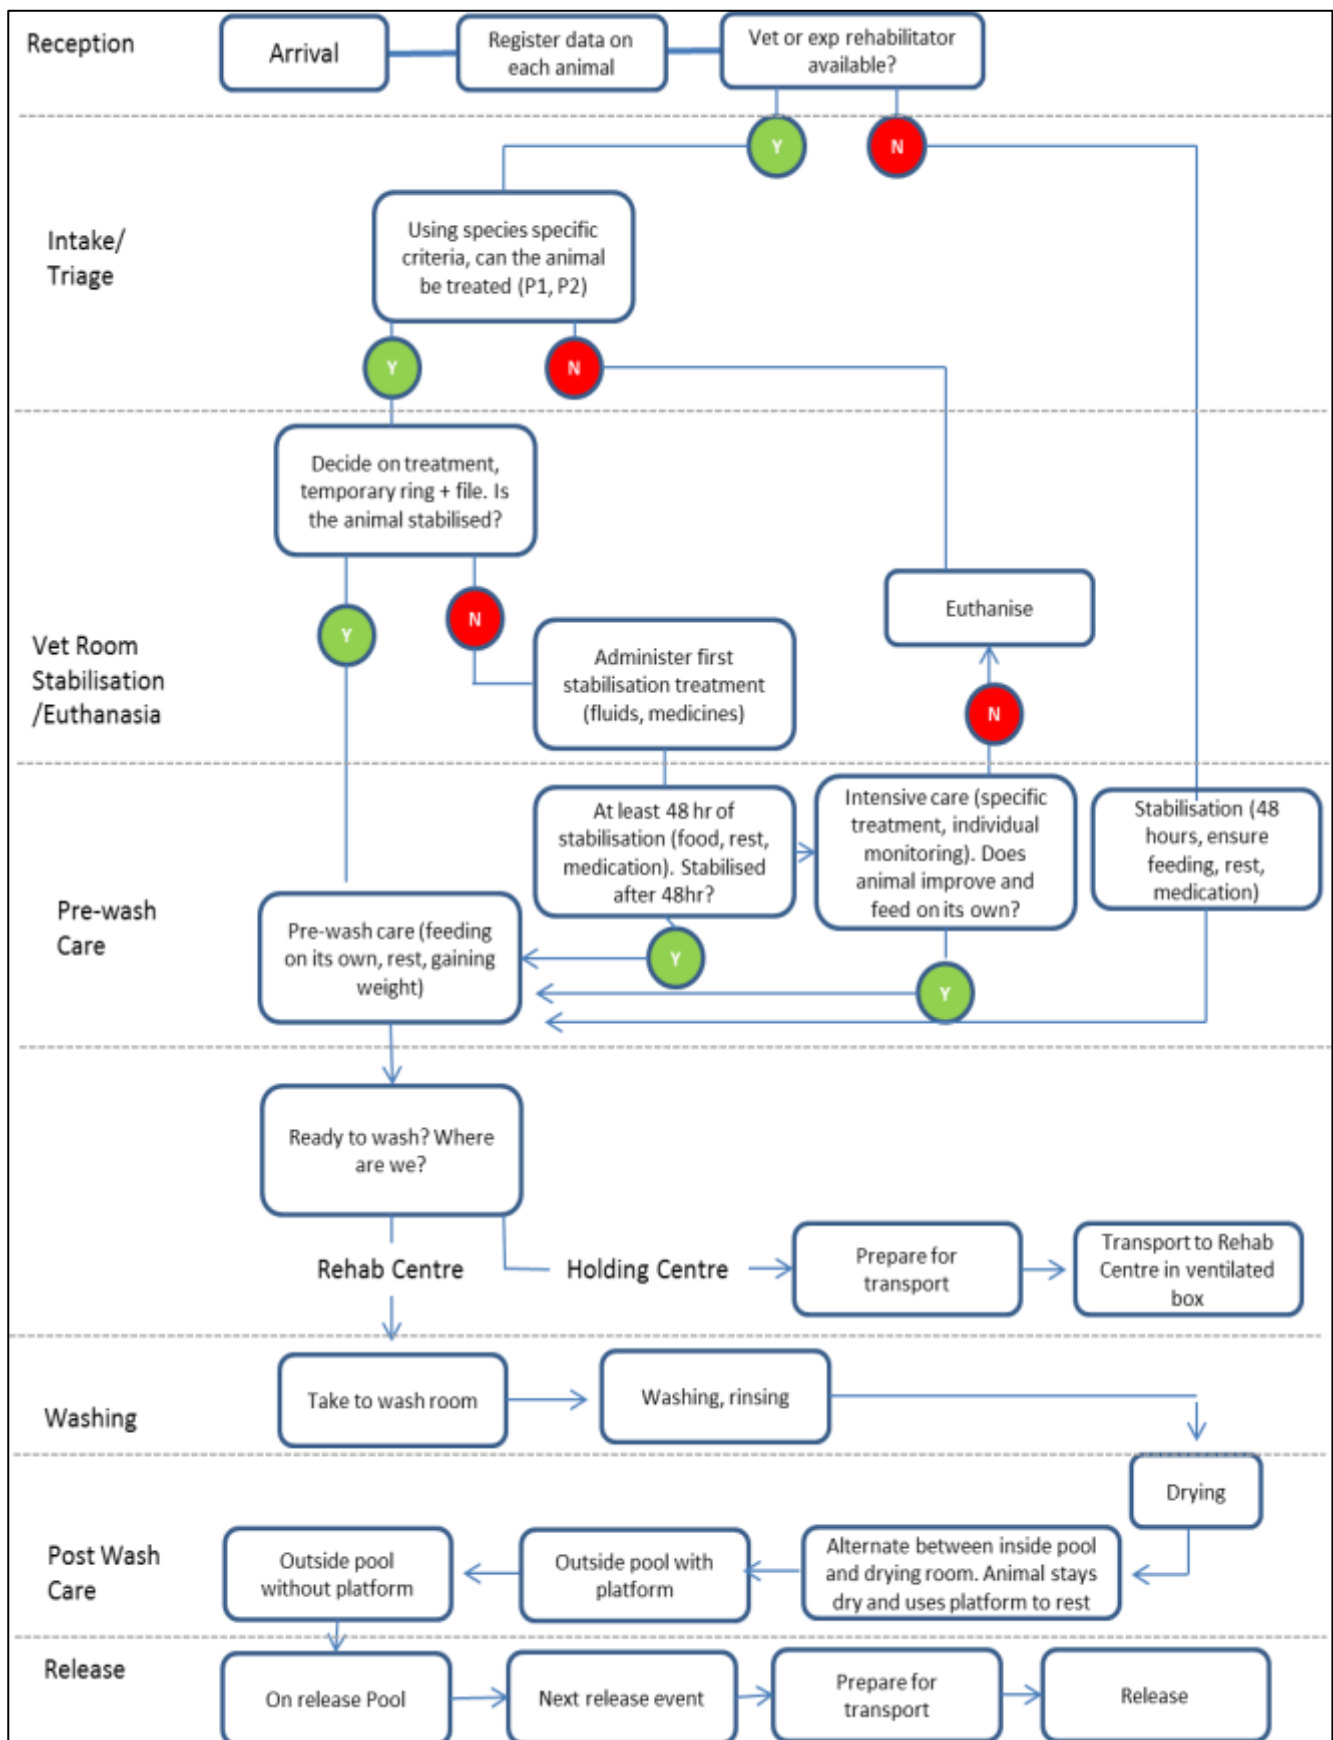 Reception
Arrival
Register data on
each animal
Vet or exp rehabilitator
available?
Y
N
Intake/
Triage
Using species specific
criteria, can the animal
be treated (P1, P2)
Y
N
Decide on treatment,
temporary ring + file. Is
the animal stabilised?
Y
N
Vet Room
Stabilisation
/Euthanasia
Administer first
stabilisation treatment
(fluids, medicines)
Euthanise
N
Pre-wash
Care
At least 48 hr of
stabilisation (food, rest,
medication). Stabilised
after 48hr?
Intensive care (specific
treatment, individual
monitoring). Does
animal improve and
feed on its own?
Stabilisation (48
hours, ensure
feeding, rest,
medication)
Pre-wash care (feeding
on its own, rest, gaining
weight)
Y
Y
Ready to wash? Where
are we?
Rehab Centre
Holding Centre
Prepare for
transport
Transport to Rehab
Centre in ventilated
box
Washing
Take to wash room
Washing, rinsing
Post Wash
Care
Drying
Alternate between inside pool
and drying room. Animal stays
dry and uses platform to rest
Outside pool with
platform
Outside pool
without platform
Release
On release Pool
Next release event
Prepare for
transport
Release